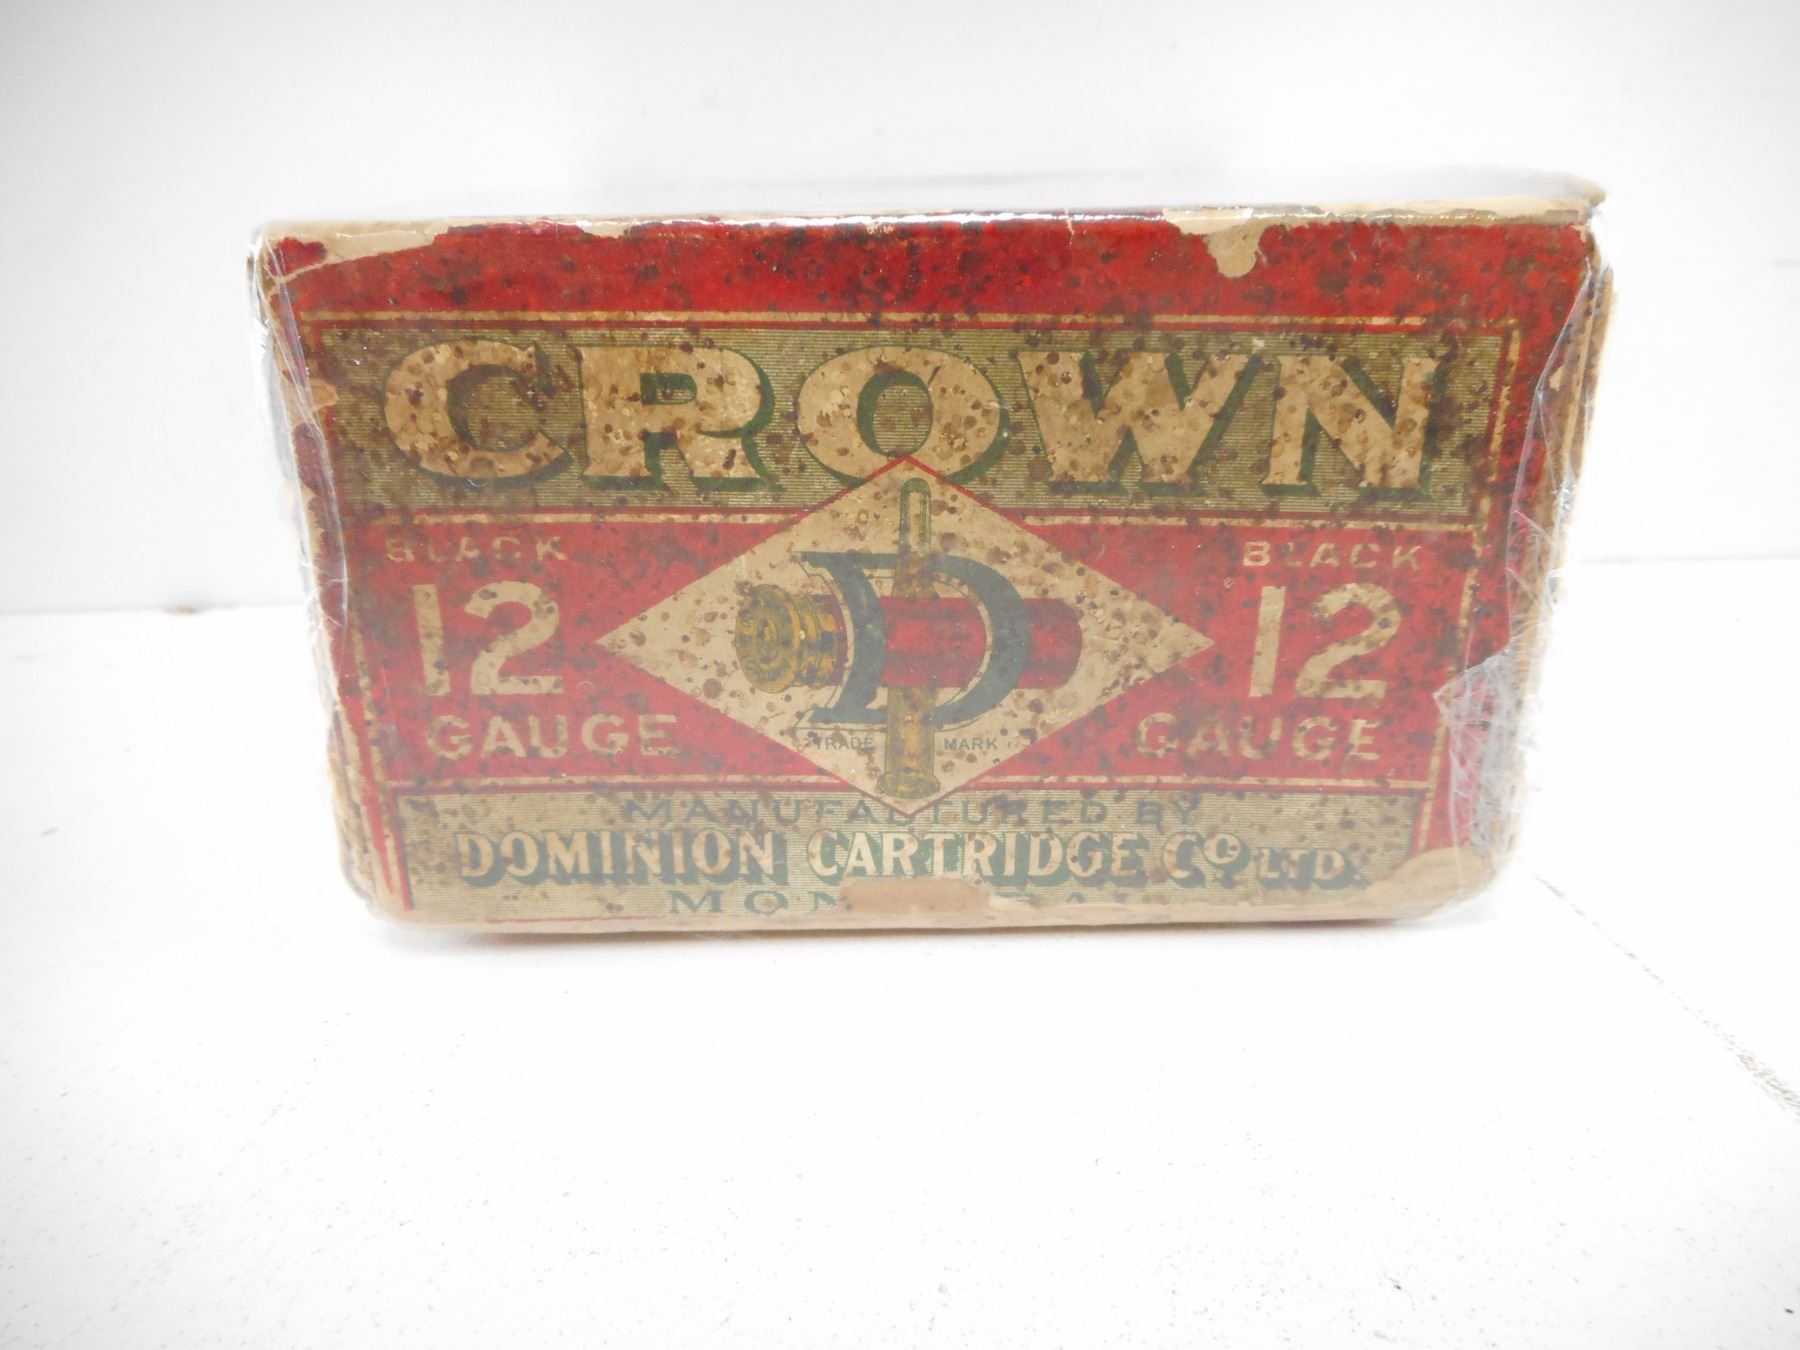 CROWN
BLACK
12
GAUGE
D
TRADE MARK
BLACK
12
GAUGE
MANUFACTURED BY
DOMINION CARTRIDGE CO LTD.